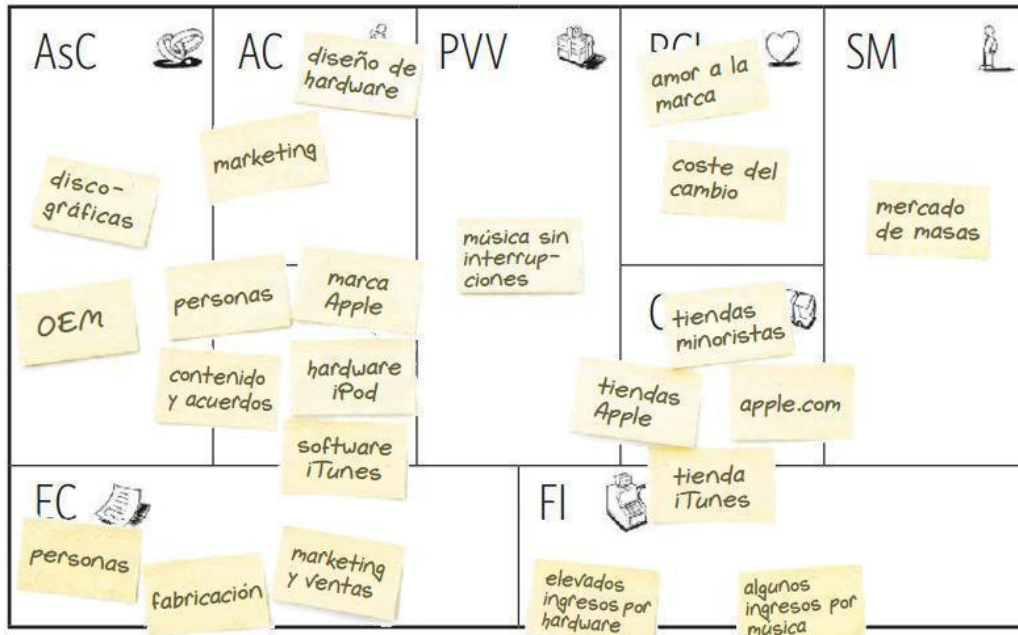 AsC
disco-
gráficas
OEM
AC
diseño de
hardware
marketing
personas
marca
Apple
contenido
y acuerdos
hardware
iPod
software
iTunes
PVV
música sin
interrup-
ciones
amor a la
marca
coste del
cambio
tiendas
minoristas
tiendas
Apple
apple.com
tienda
iTunes
SM
mercado
de masas
EC
personas
fabricación
marketing
y ventas
FI
elevados
ingresos por
hardware
algunos
ingresos por
música